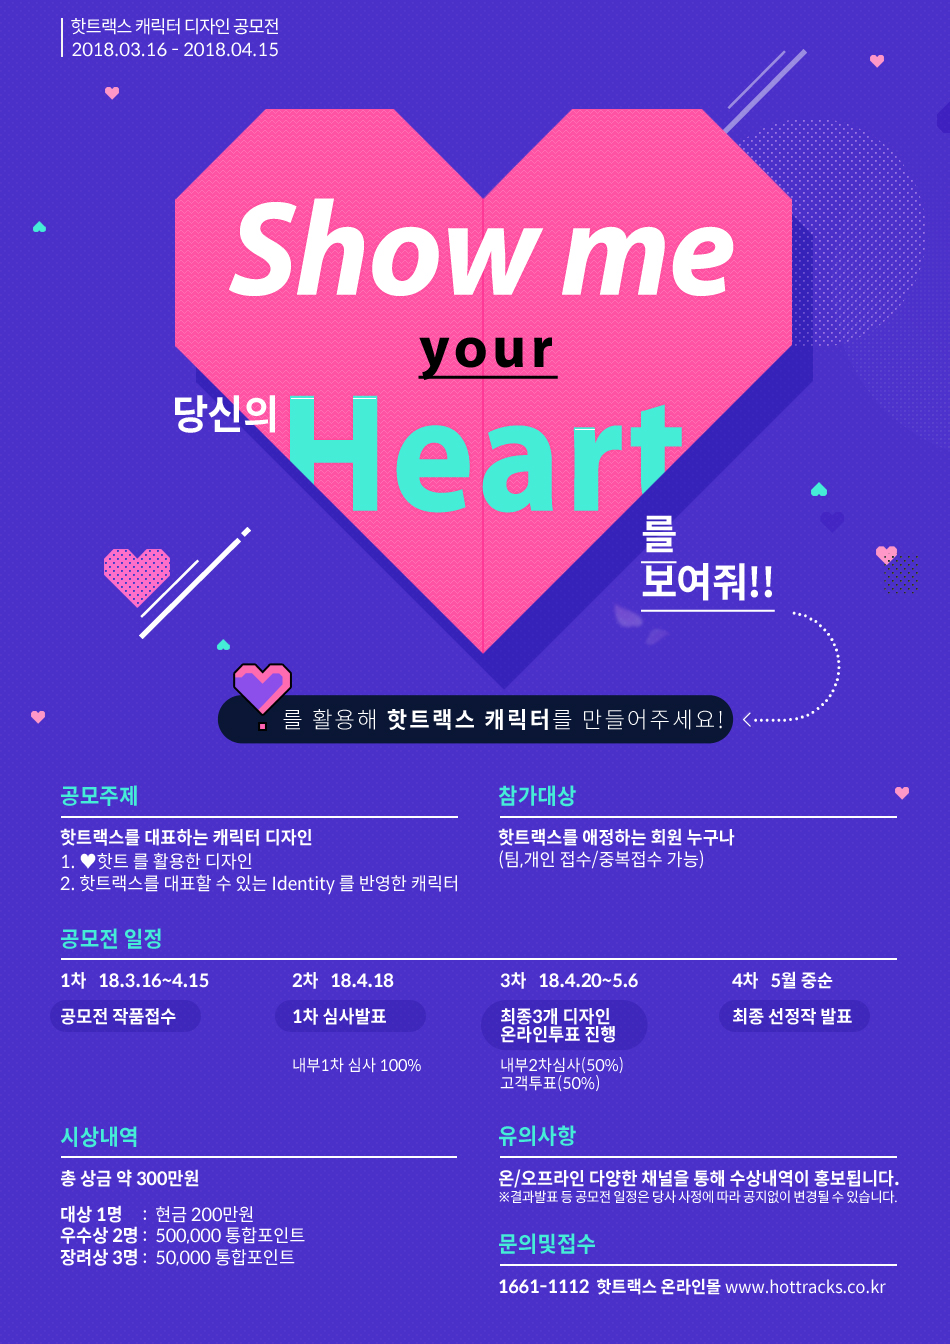 핫트랙스 캐릭터 디자인 공모전
2018.03.16 - 2018.04.15
Show me
your
당신의 Heart
를
보여줘!!
를 활용해 핫트랙스 캐릭터를 만들어주세요!
공모주제
핫트랙스를 대표하는 캐릭터 디자인
1. ♥핫트 를 활용한 디자인
2. 핫트랙스를 대표할 수 있는 Identity 를 반영한 캐릭터
참가대상
핫트랙스를 애정하는 회원 누구나
(팀,개인 접수/중복접수 가능)
공모전 일정
1차 18.3.16~4.15
공모전 작품접수
2차 18.4.18
1차 심사발표
내부1차 심사 100%
3차 18.4.20~5.6
최종3개 디자인
온라인투표 진행
내부2차심사(50%)
고객투표(50%)
4차 5월 중순
최종 선정작 발표
시상내역
총 상금 약 300만원
대상 1명 : 현금 200만원
우수상 2명 : 500,000 통합포인트
장려상 3명 : 50,000 통합포인트
유의사항
온/오프라인 다양한 채널을 통해 수상내역이 홍보됩니다.
※결과발표 등 공모전 일정은 당사 사정에 따라 공지없이 변경될 수 있습니다.
문의및접수
1661-1112 핫트랙스 온라인몰 www.hottracks.co.kr